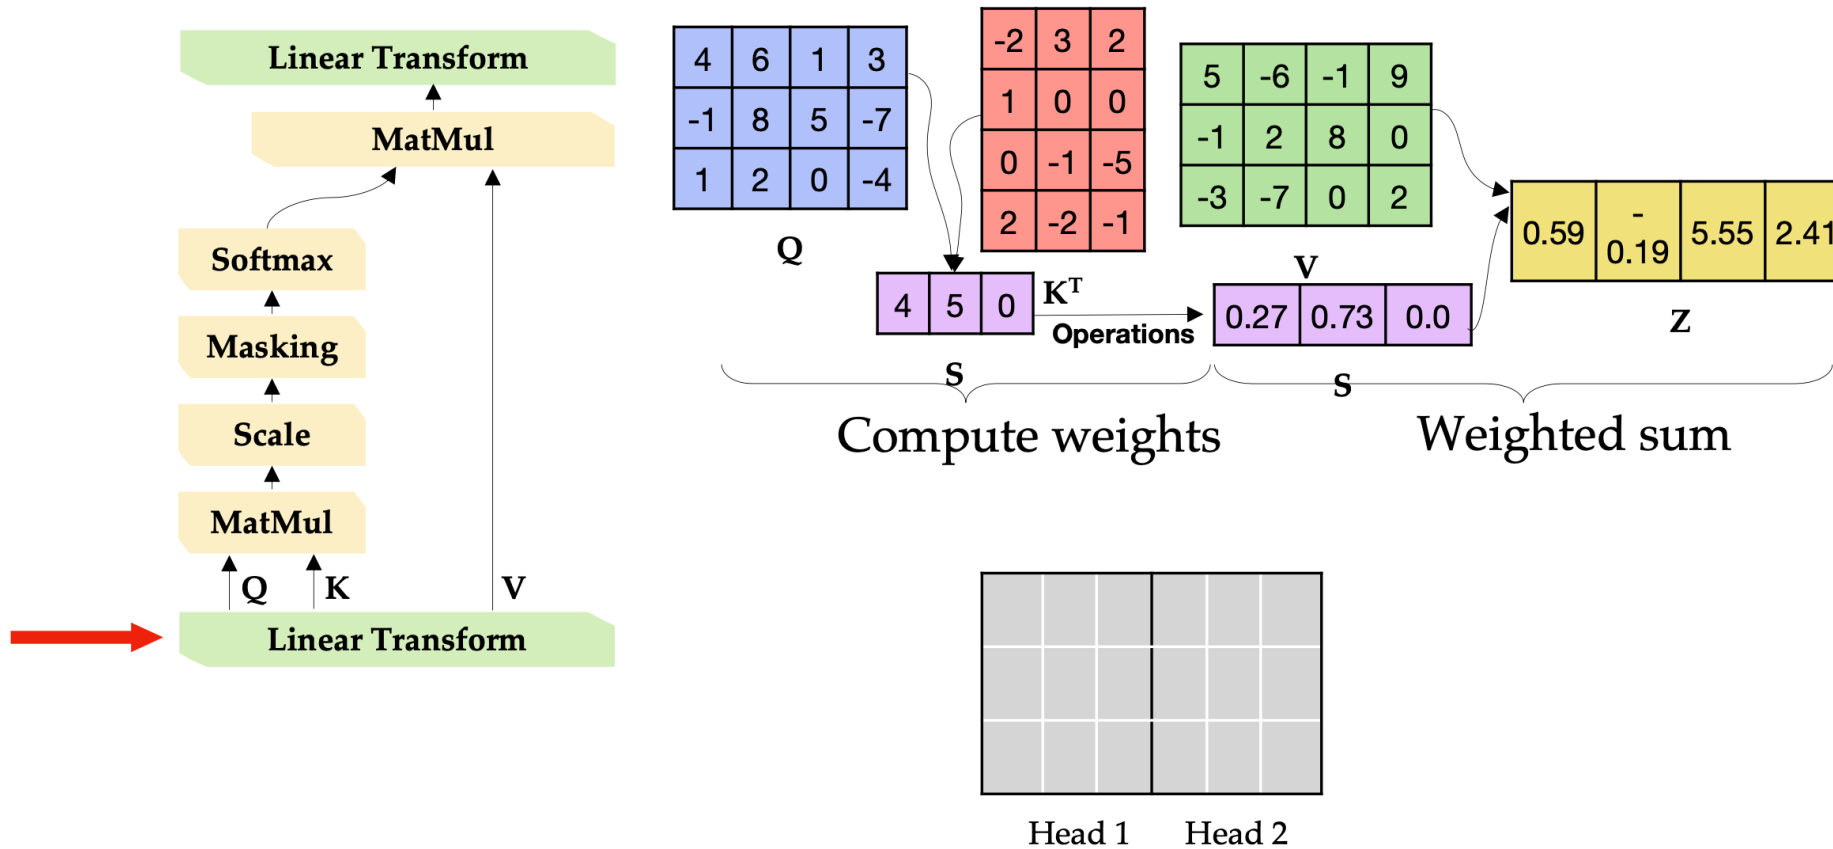 Linear Transform
MatMul
Softmax
Masking
Scale
MatMul
Q K V
Linear Transform
4 6 1 3
-1 8 5 -7
1 2 0 -4
Q
-2 3 2
1 0 0
0 -1 -5
2 -2 -1
Kᵀ
4 5 0
S
Operations
5 -6 -1 9
-1 2 8 0
-3 -7 0 2
V
0.27 0.73 0.0
S
0.59 -0.19 5.55 2.41
Z
Compute weights
Weighted sum
Head 1 Head 2